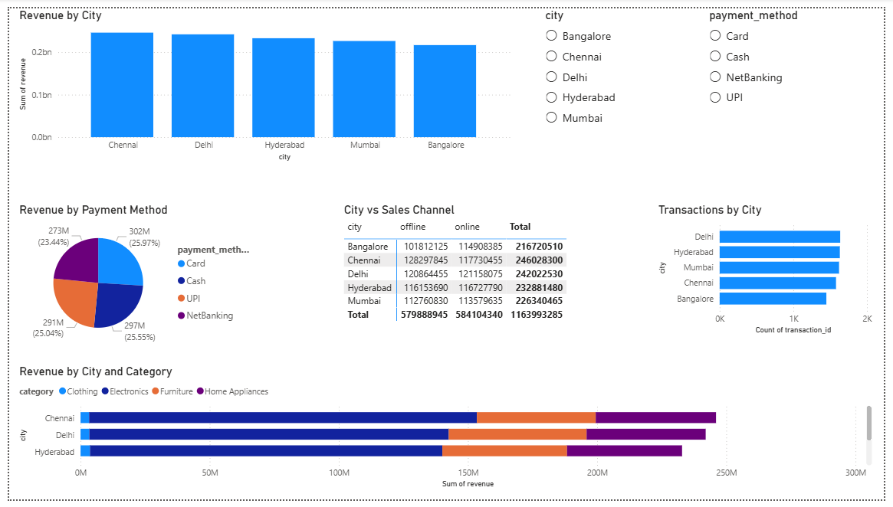 Revenue by City
Sum of revenue
0.2bn
0.1bn
0.0bn
Chennai Delhi Hyderabad Mumbai Bangalore
city
city
Bangalore
Chennai
Delhi
Hyderabad
Mumbai
payment_method
Card
Cash
NetBanking
UPI
Revenue by Payment Method
273M
(23.44%)
302M
(25.97%)
291M
(25.04%)
297M
(25.55%)
payment_meth...
Card
Cash
UPI
NetBanking
City vs Sales Channel
city offline online Total
Bangalore 101812125 114908385 216720510
Chennai 128297845 117730455 246028300
Delhi 120864455 121158075 242022530
Hyderabad 116153690 116727790 232881480
Mumbai 112760830 113579635 226340465
Total 579888945 584104340 1163993285
Transactions by City
city
Delhi
Hyderabad
Mumbai
Chennai
Bangalore
0K 1K 2K
Count of transaction_id
Revenue by City and Category
category Clothing Electronics Furniture Home Appliances
city
Chennai
Delhi
Hyderabad
0M 50M 100M 150M 200M 250M 300M
Sum of revenue